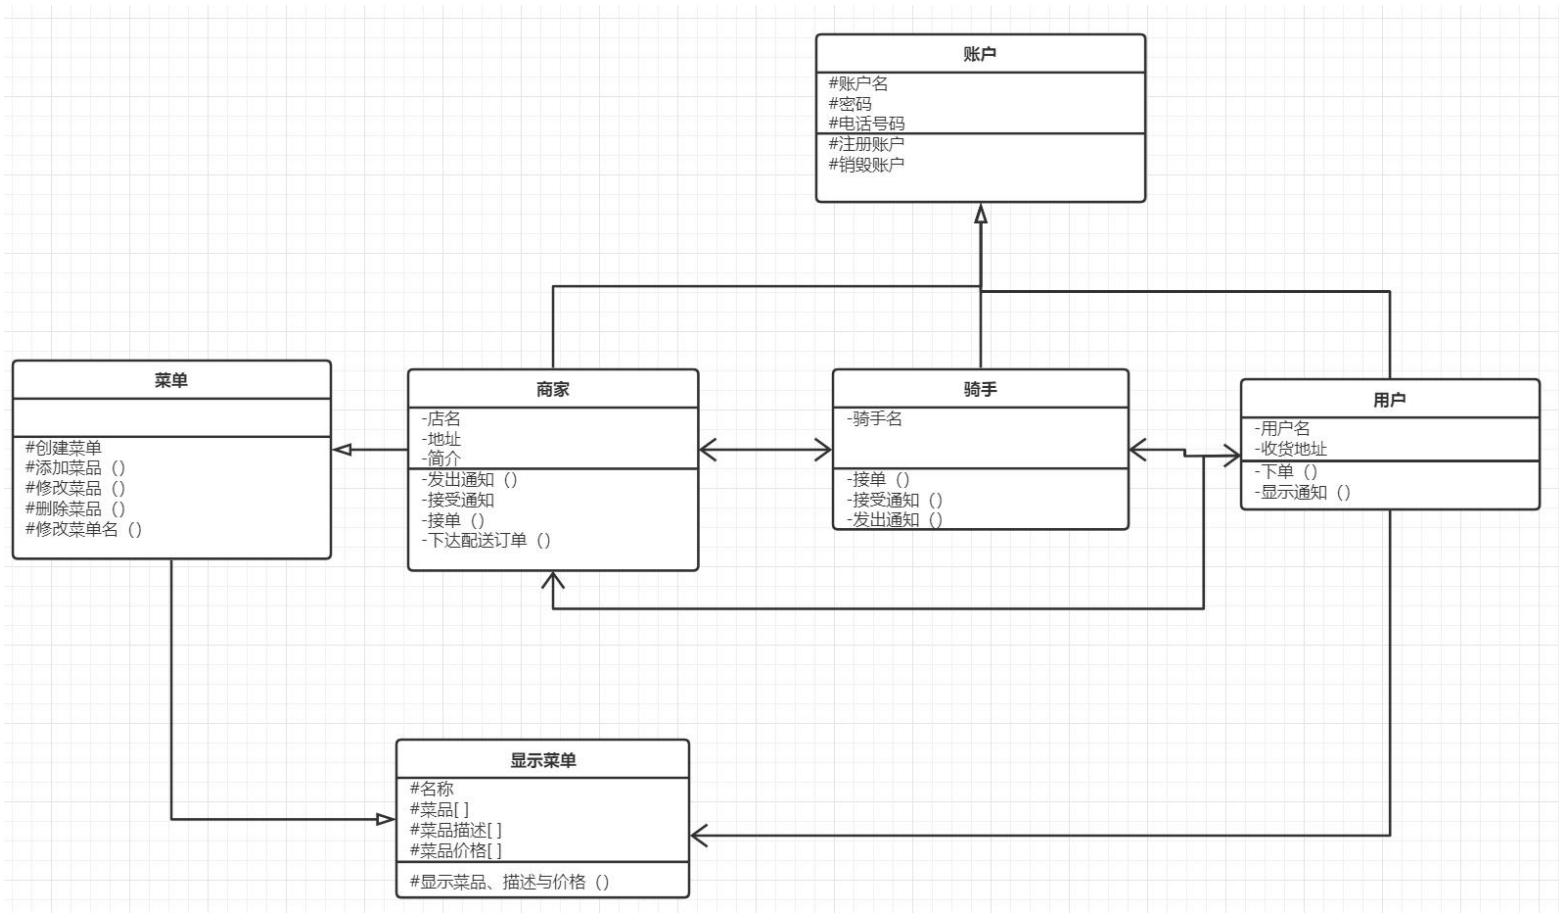 账户
#账户名
#密码
#电话号码
#注册账户
#销毁账户
菜单
#创建菜单
#添加菜品（）
#修改菜品（）
#删除菜品（）
#修改菜单名（）
商家
-店名
-地址
-简介
-发出通知（）
-接受通知
-接单（）
-下达配送订单（）
骑手
-骑手名
-接单（）
-接受通知（）
-发出通知（）
用户
-用户名
-收货地址
-下单（）
-显示通知（）
显示菜单
#名称
#菜品[ ]
#菜品描述[ ]
#菜品价格[ ]
#显示菜品、描述与价格（）